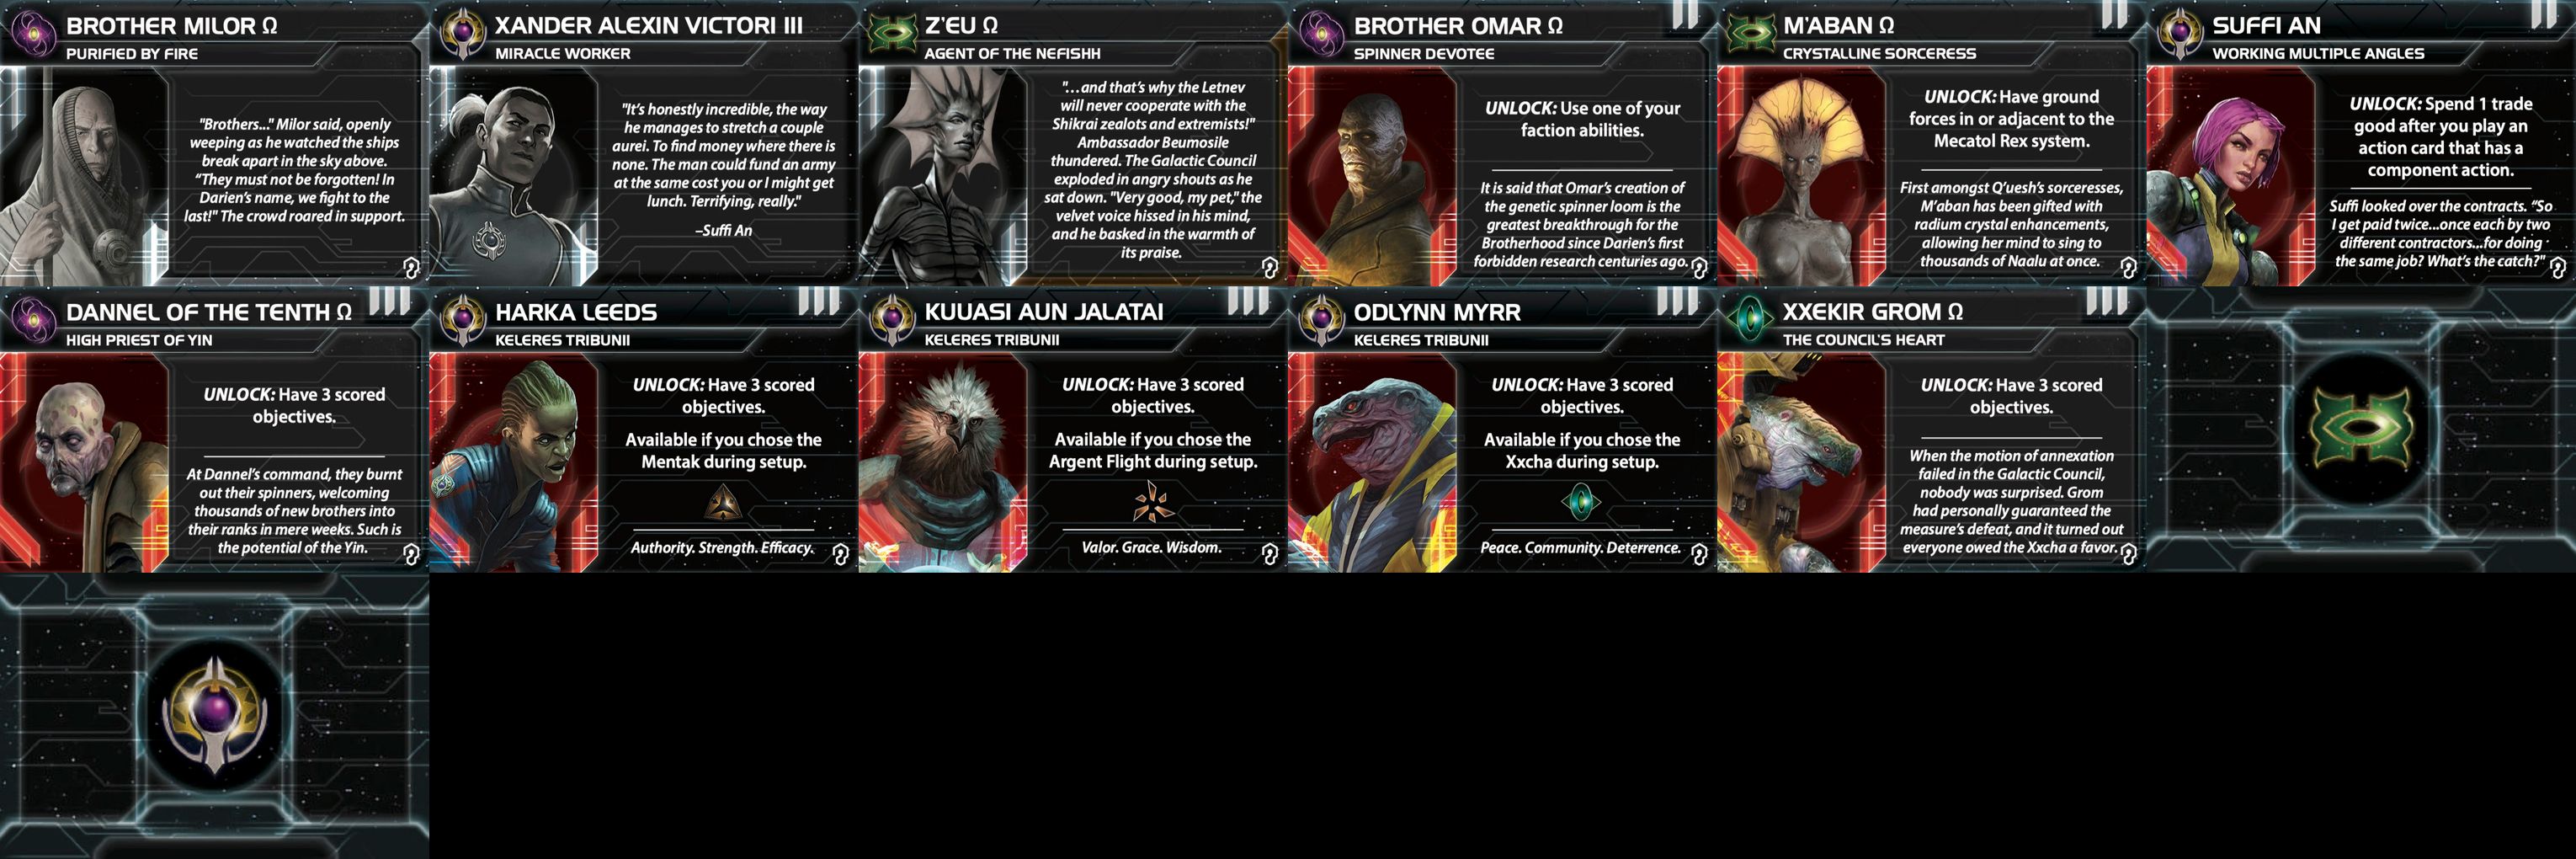 BROTHER MILOR Ω
PURIFIED BY FIRE
"Brothers..." Milor said, openly
weeping as he watched the ships
break apart in the sky above.
"They must not be forgotten! In
Darien's name, we fight to the
last!" The crowd roared in support.
XANDER ALEXIN VICTORI III
MIRACLE WORKER
"It's honestly incredible, the way
he manages to stretch a couple
aurei. To find money where there is
none. The man could fund an army
at the same cost you or I might get
lunch. Terrifying, really."
–Suffi An
Z'EU Ω
AGENT OF THE NEFISHH
"…and that's why the Letnev
will never cooperate with the
Shikrai zealots and extremists!"
Ambassador Beumosile
thundered. The Galactic Council
exploded in angry shouts as he
sat down. "Very good, my pet," the
velvet voice hissed in his mind,
and he basked in the warmth of
its praise.
BROTHER OMAR Ω
SPINNER DEVOTEE
UNLOCK: Use one of your
faction abilities.
It is said that Omar's creation of
the genetic spinner loom is the
greatest breakthrough for the
Brotherhood since Darien's first
forbidden research centuries ago.
M'ABAN Ω
CRYSTALLINE SORCERESS
UNLOCK: Have ground
forces in or adjacent to the
Mecatol Rex system.
First amongst Q'uesh's sorceresses,
M'aban has been gifted with
radium crystal enhancements,
allowing her mind to sing to
thousands of Naalu at once.
SUFFI AN
WORKING MULTIPLE ANGLES
UNLOCK: Spend 1 trade
good after you play an
action card that has a
component action.
Suffi looked over the contracts. "So
I get paid twice...once each by two
different contractors...for doing
the same job? What's the catch?"
DANNEL OF THE TENTH Ω
HIGH PRIEST OF YIN
UNLOCK: Have 3 scored
objectives.
At Dannel's command, they burnt
out their spinners, welcoming
thousands of new brothers into
their ranks in mere weeks. Such is
the potential of the Yin.
HARKA LEEDS
KELERES TRIBUNII
UNLOCK: Have 3 scored
objectives.
Available if you chose the
Mentak during setup.
Authority. Strength. Efficacy.
KUUASI AUN JALATAI
KELERES TRIBUNII
UNLOCK: Have 3 scored
objectives.
Available if you chose the
Argent Flight during setup.
Valor. Grace. Wisdom.
ODLYNN MYRR
KELERES TRIBUNII
UNLOCK: Have 3 scored
objectives.
Available if you chose the
Xxcha during setup.
Peace. Community. Deterrence.
XXEKIR GROM Ω
THE COUNCIL'S HEART
UNLOCK: Have 3 scored
objectives.
When the motion of annexation
failed in the Galactic Council,
nobody was surprised. Grom
had personally guaranteed the
measure's defeat, and it turned out
everyone owed the Xxcha a favor.